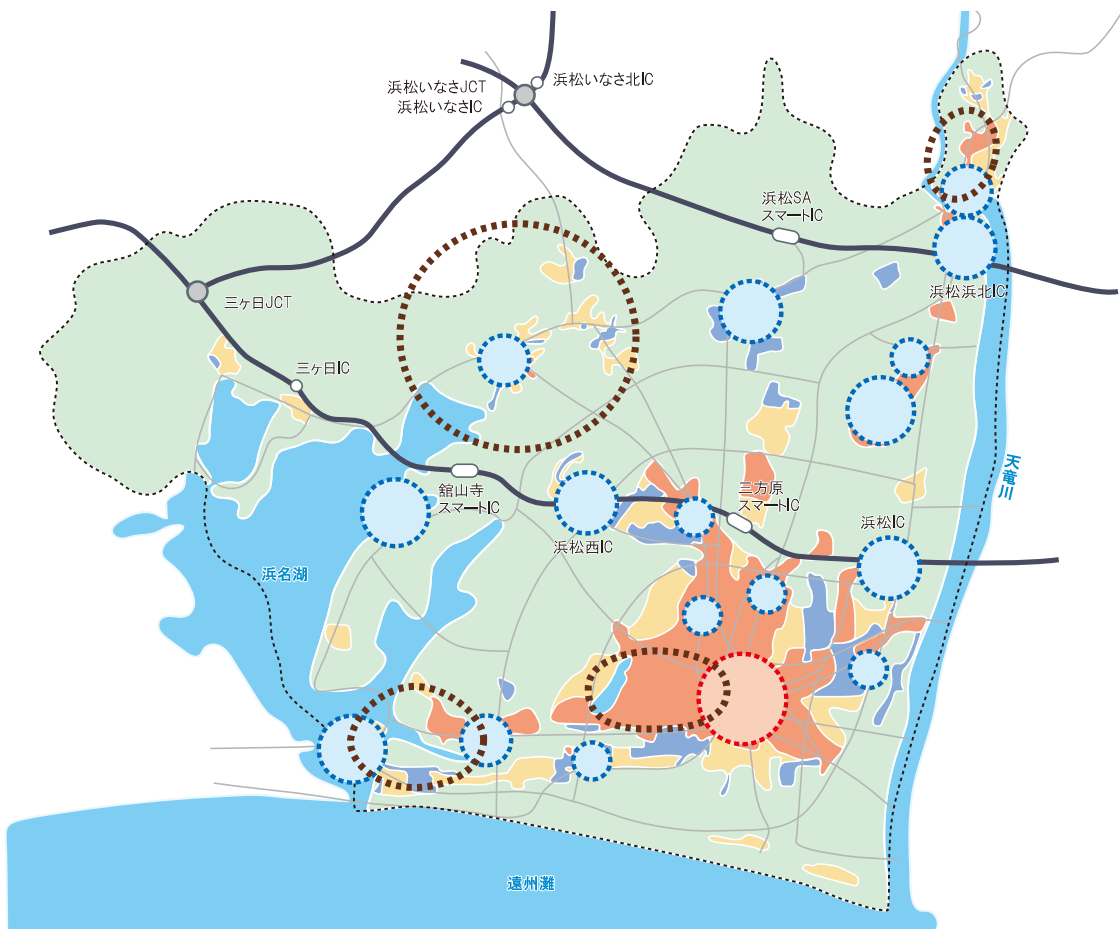 浜松いなさJCT
浜松いなさIC
浜松いなさ北IC
浜松SA
スマートIC
浜松浜北IC
三ヶ日JCT
三ヶ日IC
舘山寺
スマートIC
浜松西IC
三方原
スマートIC
浜松IC
天竜川
浜名湖
遠州灘